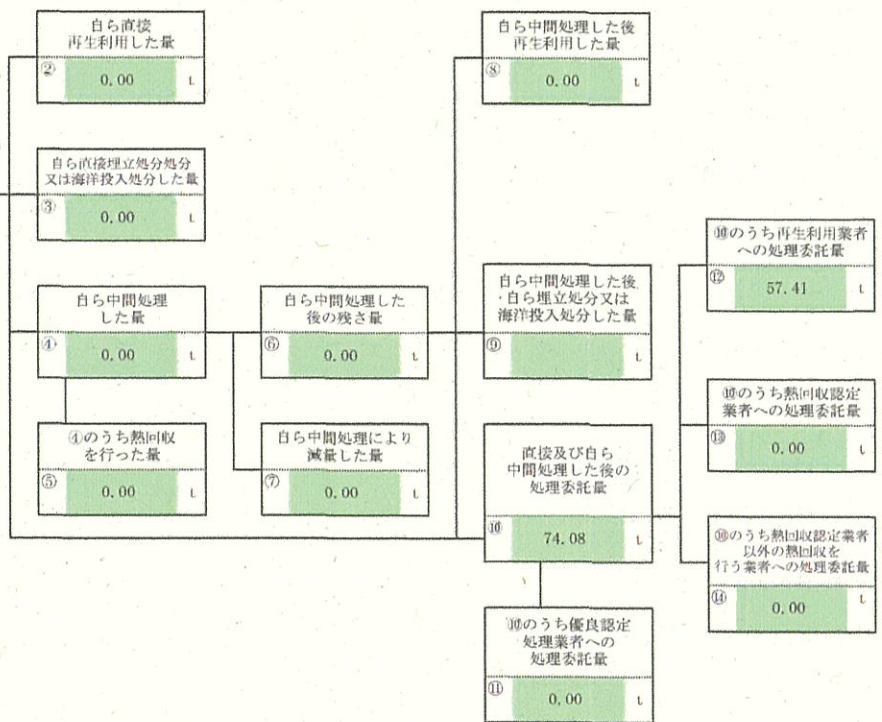 自ら直接
再生利用した量
② 0.00 t
自ら直接埋立処分処分
又は海洋投入処分した量
③ 0.00 t
自ら中間処理
した量
④ 0.00 t
④のうち熱回収
を行った量
⑤ 0.00 t
自ら中間処理した
後の残さ量
⑥ 0.00 t
自ら中間処理により
減量した量
⑦ 0.00 t
自ら中間処理した後
再生利用した量
⑧ 0.00 t
自ら中間処理した後
自ら埋立処分又は
海洋投入処分した量
⑨ t
直接及び自ら
中間処理した後の
処理委託量
⑩ 74.08 t
⑩のうち優良認定
処理業者への
処理委託量
⑪ 0.00 t
⑩のうち再生利用業者
への処理委託量
⑫ 57.41 t
⑩のうち熱回収認定
業者への処理委託量
⑬ 0.00 t
⑩のうち熱回収認定業者
以外の熱回収を
行う業者への処理委託量
⑭ 0.00 t